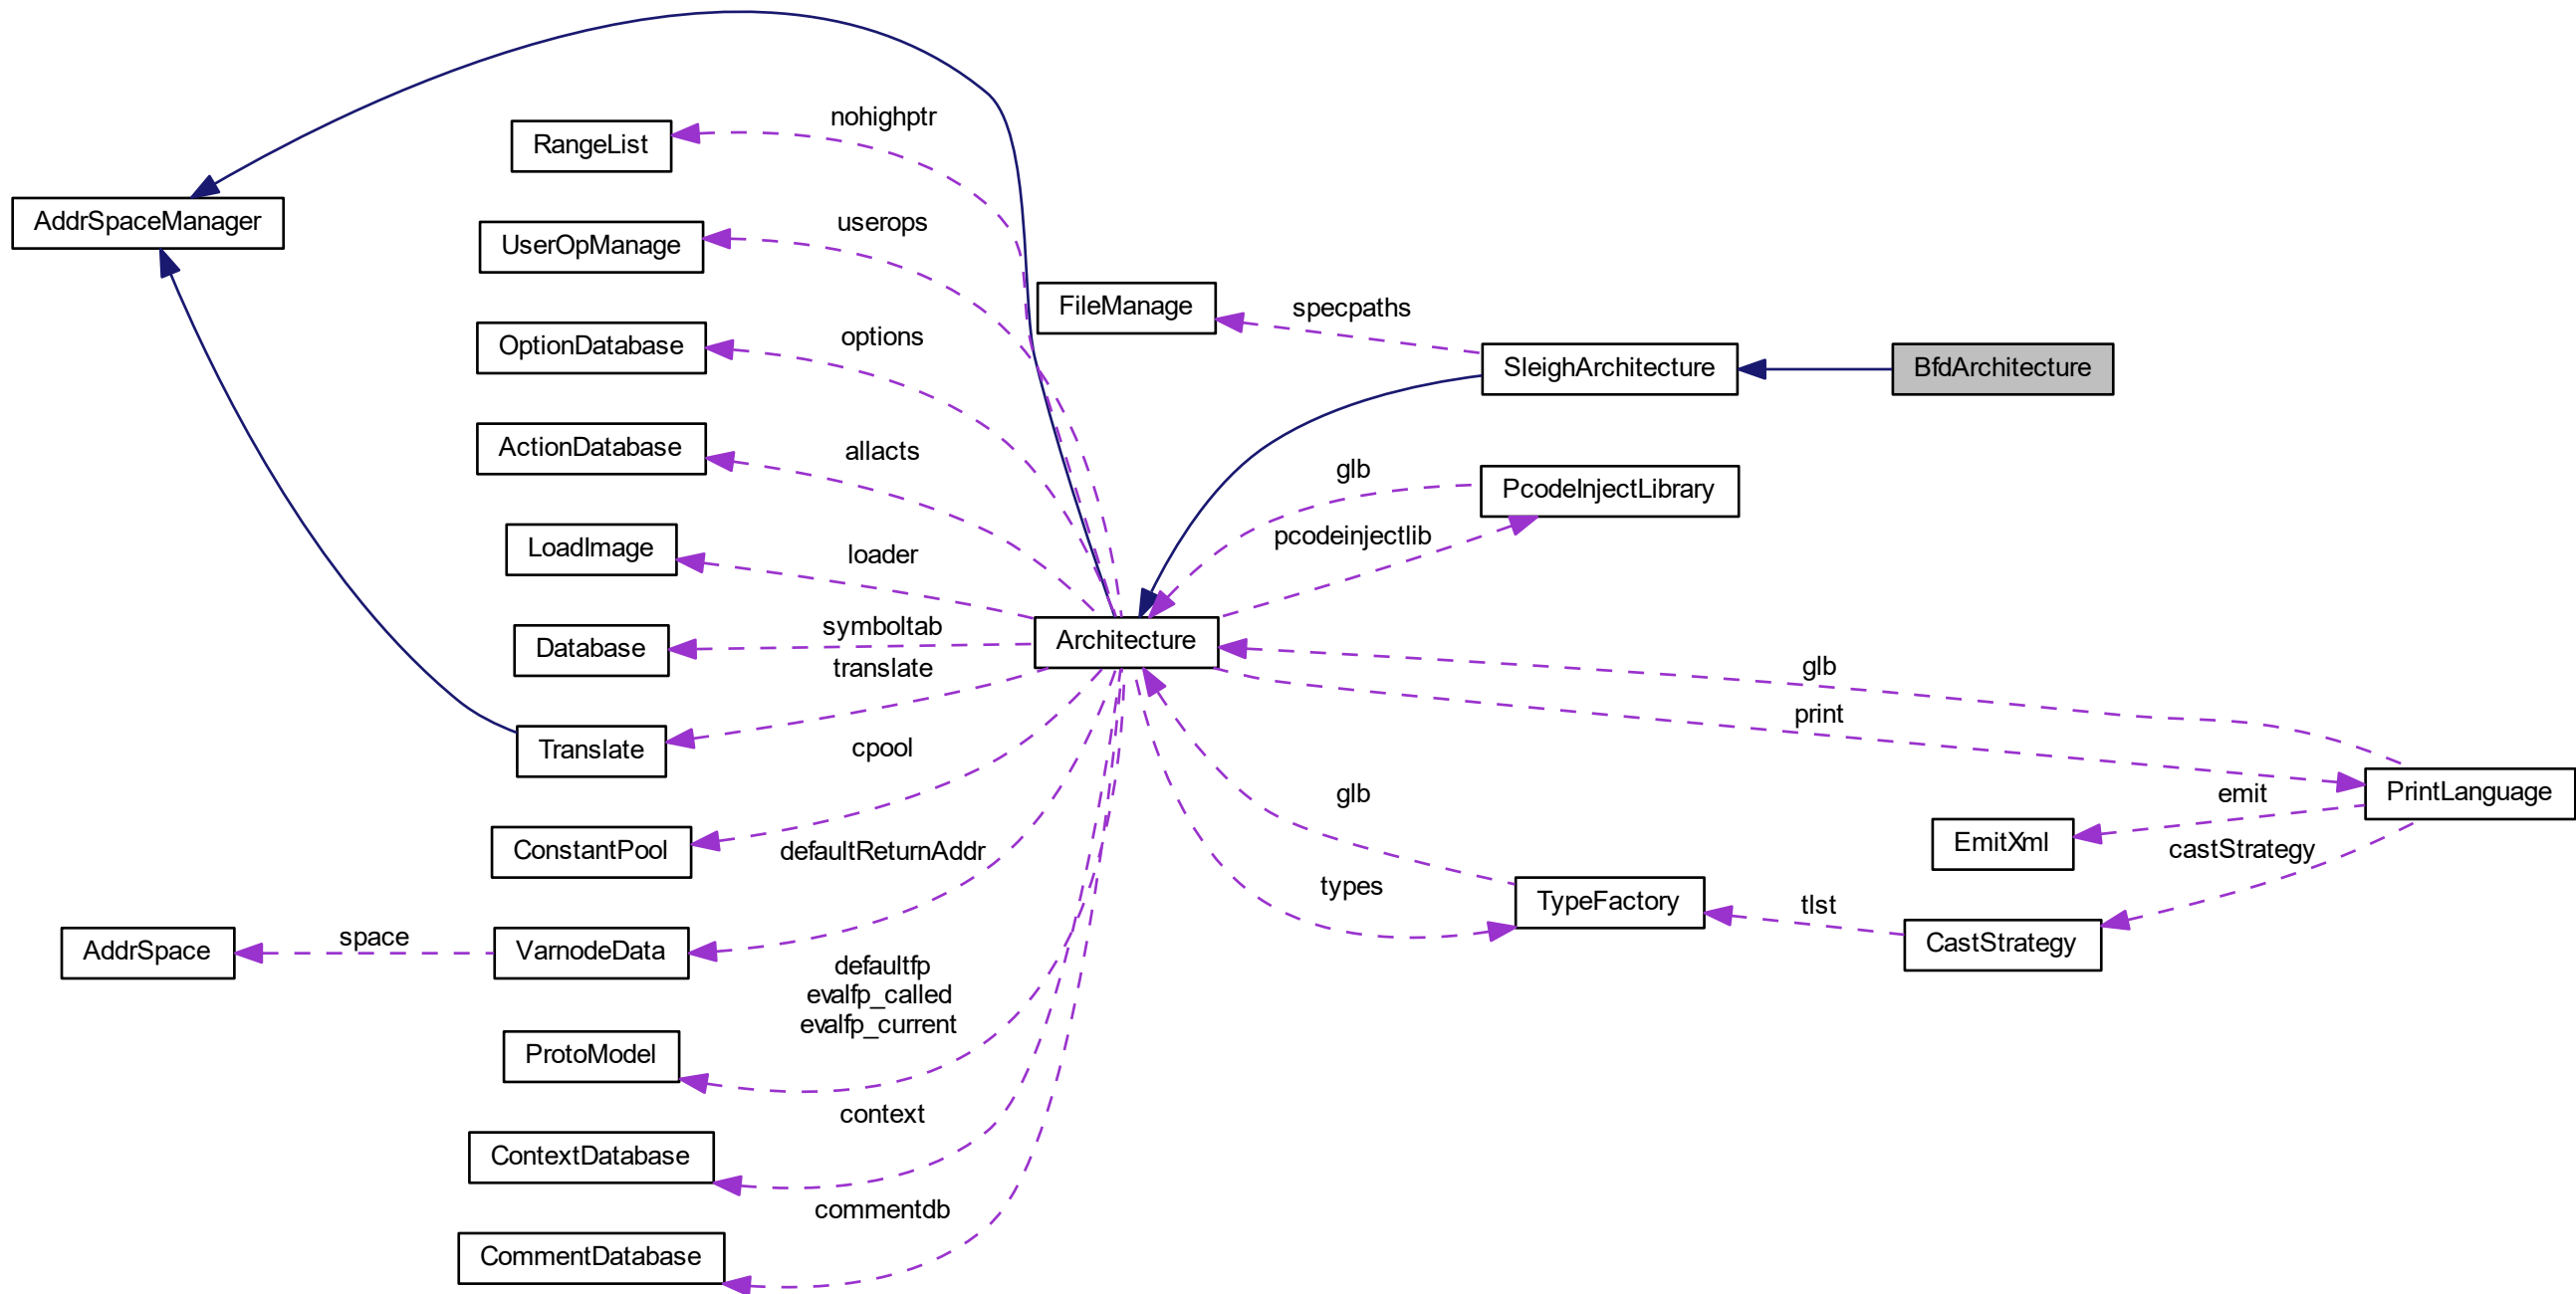 nohighptr
RangeList
AddrSpaceManager
userops
UserOpManage
FileManage
specpaths
options
OptionDatabase
SleighArchitecture
BfdArchitecture
allacts
ActionDatabase
glb
PcodeInjectLibrary
pcodeinjectlib
loader
LoadImage
symboltab
Database
Architecture
translate
glb
print
Translate
cpool
glb
emit
PrintLanguage
ConstantPool
defaultReturnAddr
EmitXml
castStrategy
types
TypeFactory
tlst
AddrSpace
space
VarnodeData
CastStrategy
defaultfp
evalfp_called
evalfp_current
ProtoModel
context
ContextDatabase
commentdb
CommentDatabase